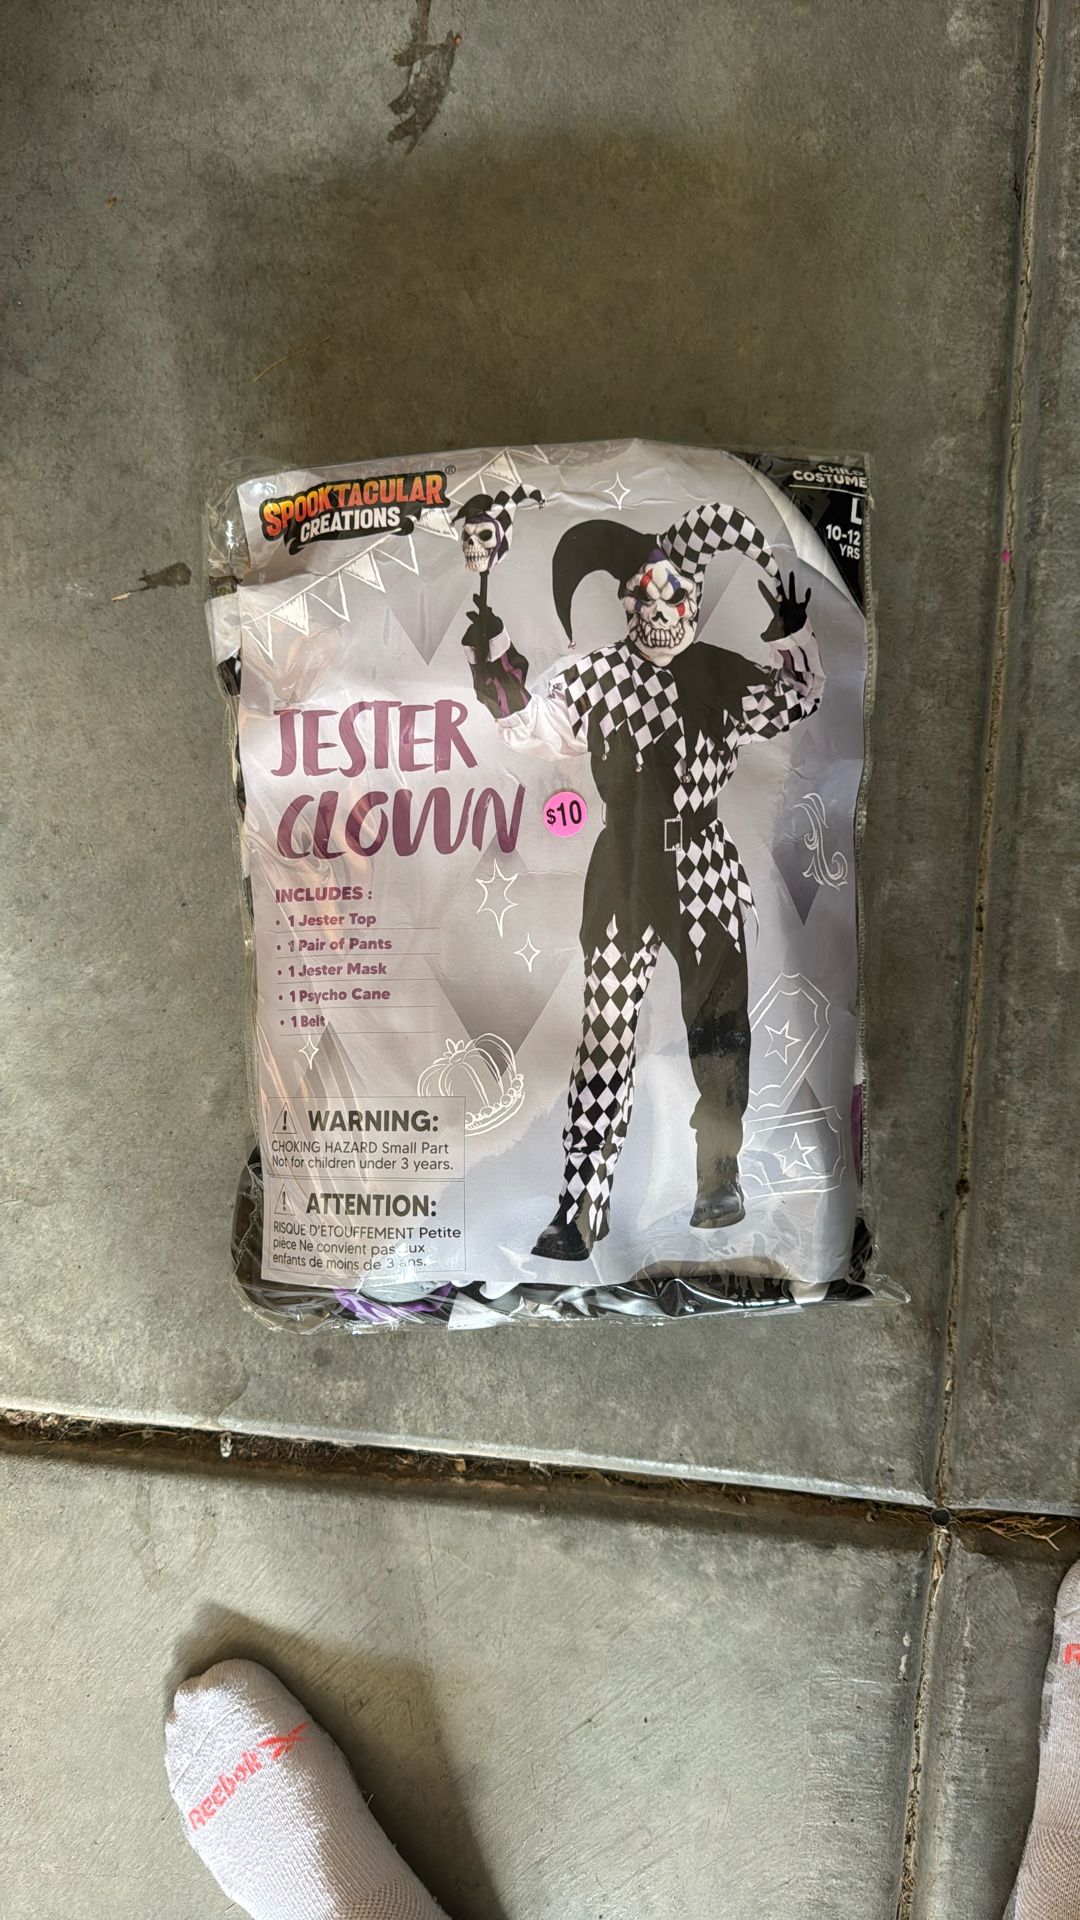 SPOOKTACULAR®
CREATIONS
CHILD
COSTUME
L
10-12
YRS
JESTER
CLOWN
$10
INCLUDES :
• 1 Jester Top
• 1 Pair of Pants
• 1 Jester Mask
• 1 Psycho Cane
• 1 Belt
WARNING:
CHOKING HAZARD Small Part
Not for children under 3 years.
ATTENTION:
RISQUE D'ÉTOUFFEMENT Petite
pièce Ne convient pas aux
enfants de moins de 3 ans.
Reebok
R